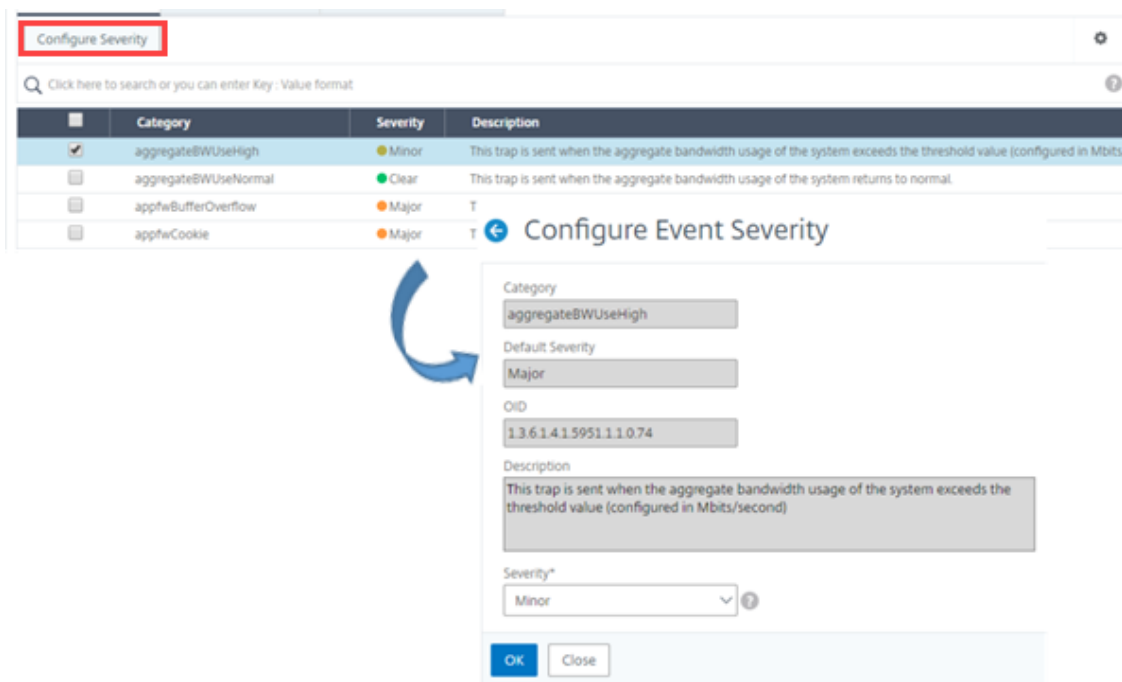 Configure Severity
Click here to search or you can enter Key : Value format
Category Severity Description
aggregateBWUseHigh Minor This trap is sent when the aggregate bandwidth usage of the system exceeds the threshold value (configured in Mbits
aggregateBWUseNormal Clear This trap is sent when the aggregate bandwidth usage of the system returns to normal.
appfwBufferOverflow Major T
appfwCookie Major T
Configure Event Severity
Category
aggregateBWUseHigh
Default Severity
Major
OID
1.3.6.1.4.1.5951.1.1.0.74
Description
This trap is sent when the aggregate bandwidth usage of the system exceeds the
threshold value (configured in Mbits/second)
Severity*
Minor
OK Close